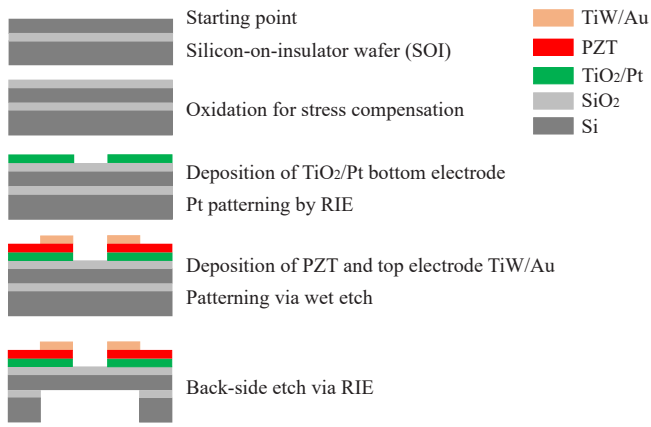 Starting point
Silicon-on-insulator wafer (SOI)
Oxidation for stress compensation
Deposition of TiO₂/Pt bottom electrode
Pt patterning by RIE
Deposition of PZT and top electrode TiW/Au
Patterning via wet etch
Back-side etch via RIE
TiW/Au
PZT
TiO₂/Pt
SiO₂
Si